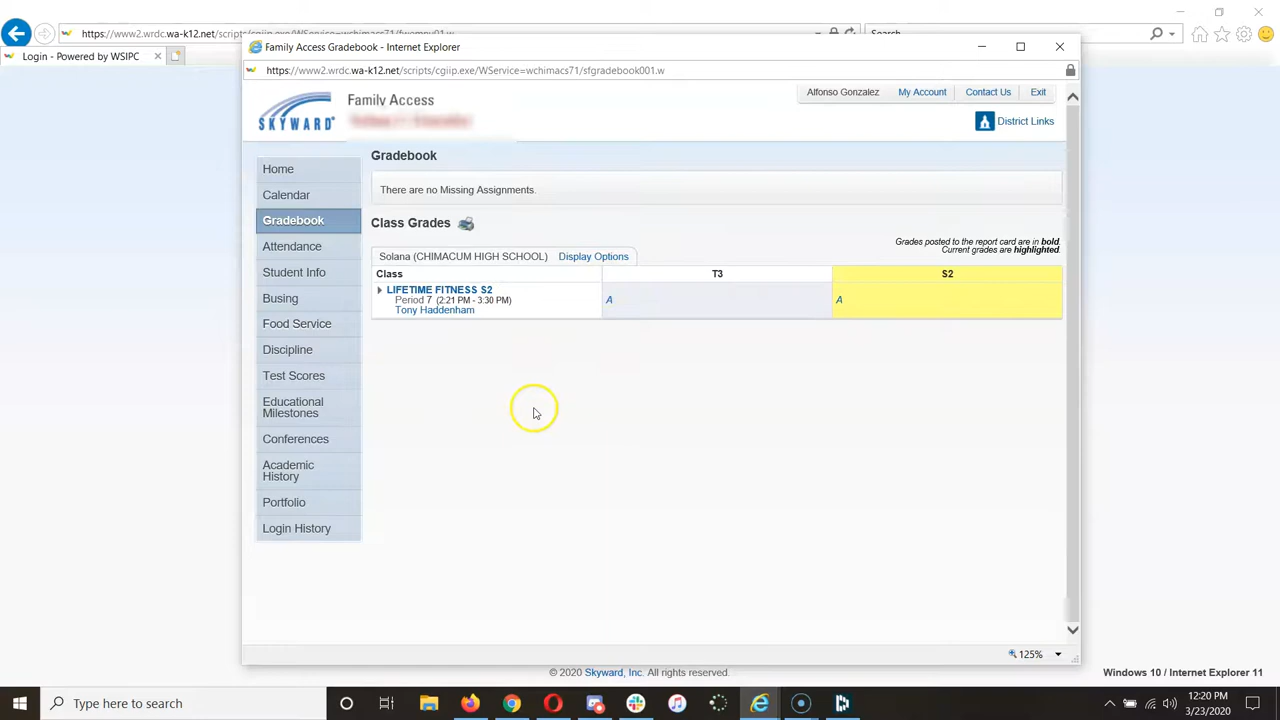 https://www2.wrdc.wa-k12.net/scripts/cgiip.exe/WService=wchimacs71/fwemnu01.w
Search...
Login - Powered by WSIPC
Family Access Gradebook - Internet Explorer
https://www2.wrdc.wa-k12.net/scripts/cgiip.exe/WService=wchimacs71/sfgradebook001.w
SKYWARD
Family Access
Alfonso Gonzalez
My Account
Contact Us
Exit
District Links
Home
Calendar
Gradebook
Attendance
Student Info
Busing
Food Service
Discipline
Test Scores
Educational
Milestones
Conferences
Academic
History
Portfolio
Login History
Gradebook
There are no Missing Assignments.
Class Grades
Grades posted to the report card are in bold.
Current grades are highlighted.
Solana (CHIMACUM HIGH SCHOOL) Display Options
Class T3 S2
LIFETIME FITNESS S2
Period 7 (2:21 PM - 3:30 PM) A A
Tony Haddenham
125%
© 2020 Skyward, Inc. All rights reserved.
Windows 10 / Internet Explorer 11
Type here to search
12:20 PM
3/23/2020